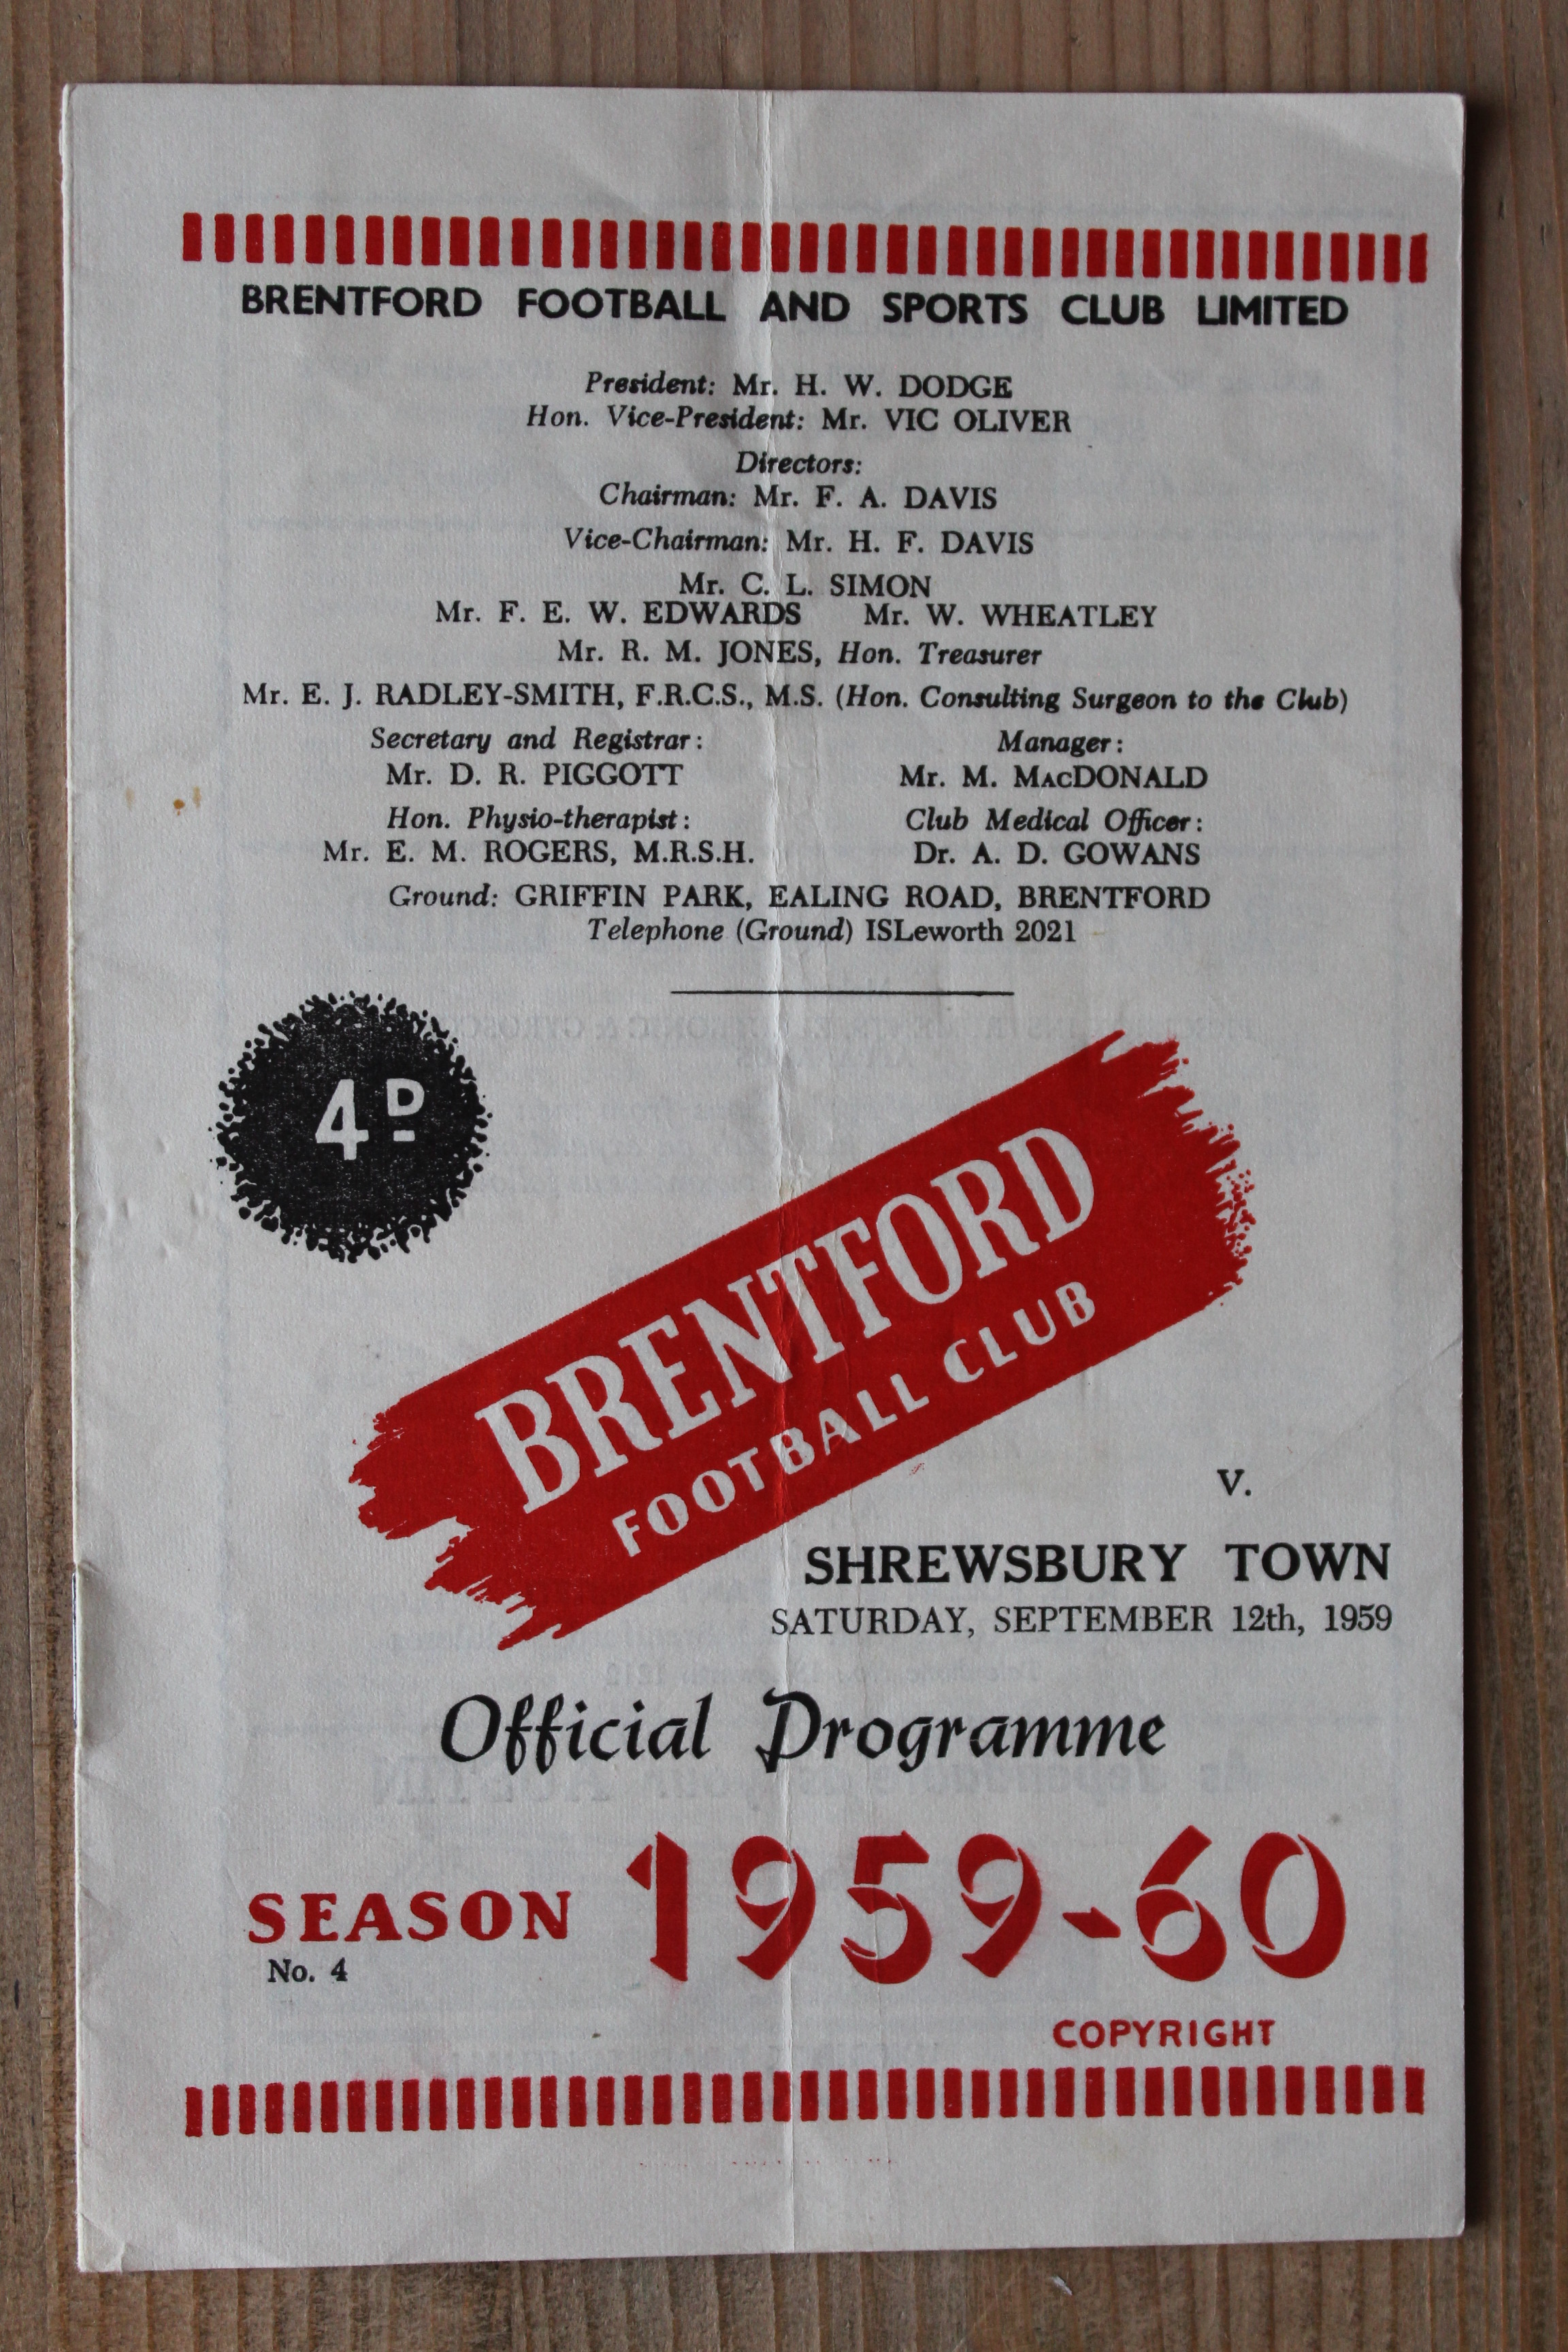 BRENTFORD FOOTBALL AND SPORTS CLUB LIMITED
President: Mr. H. W. DODGE
Hon. Vice-President: Mr. VIC OLIVER
Directors:
Chairman: Mr. F. A. DAVIS
Vice-Chairman: Mr. H. F. DAVIS
Mr. C. L. SIMON
Mr. F. E. W. EDWARDS Mr. W. WHEATLEY
Mr. R. M. JONES, Hon. Treasurer
Mr. E. J. RADLEY-SMITH, F.R.C.S., M.S. (Hon. Consulting Surgeon to the Club)
Secretary and Registrar: Manager:
Mr. D. R. PIGGOTT Mr. M. MACDONALD
Hon. Physio-therapist: Club Medical Officer:
Mr. E. M. ROGERS, M.R.S.H. Dr. A. D. GOWANS
Ground: GRIFFIN PARK, EALING ROAD, BRENTFORD
Telephone (Ground) ISLeworth 2021
4D
BRENTFORD
FOOTBALL CLUB
V.
SHREWSBURY TOWN
SATURDAY, SEPTEMBER 12th, 1959
Official Programme
SEASON 1959-60
No. 4
COPYRIGHT